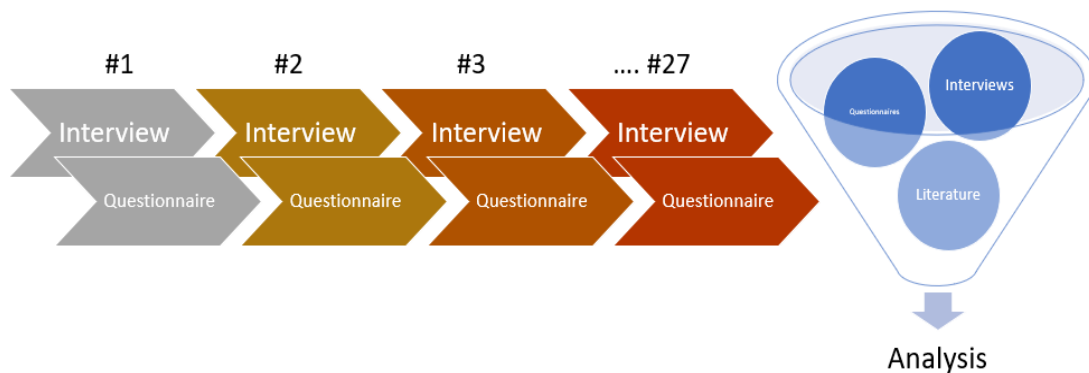 #1 #2 #3 .... #27
Interview Interview Interview Interview
Questionnaire Questionnaire Questionnaire Questionnaire
Interviews
Questionnaires
Literature
Analysis